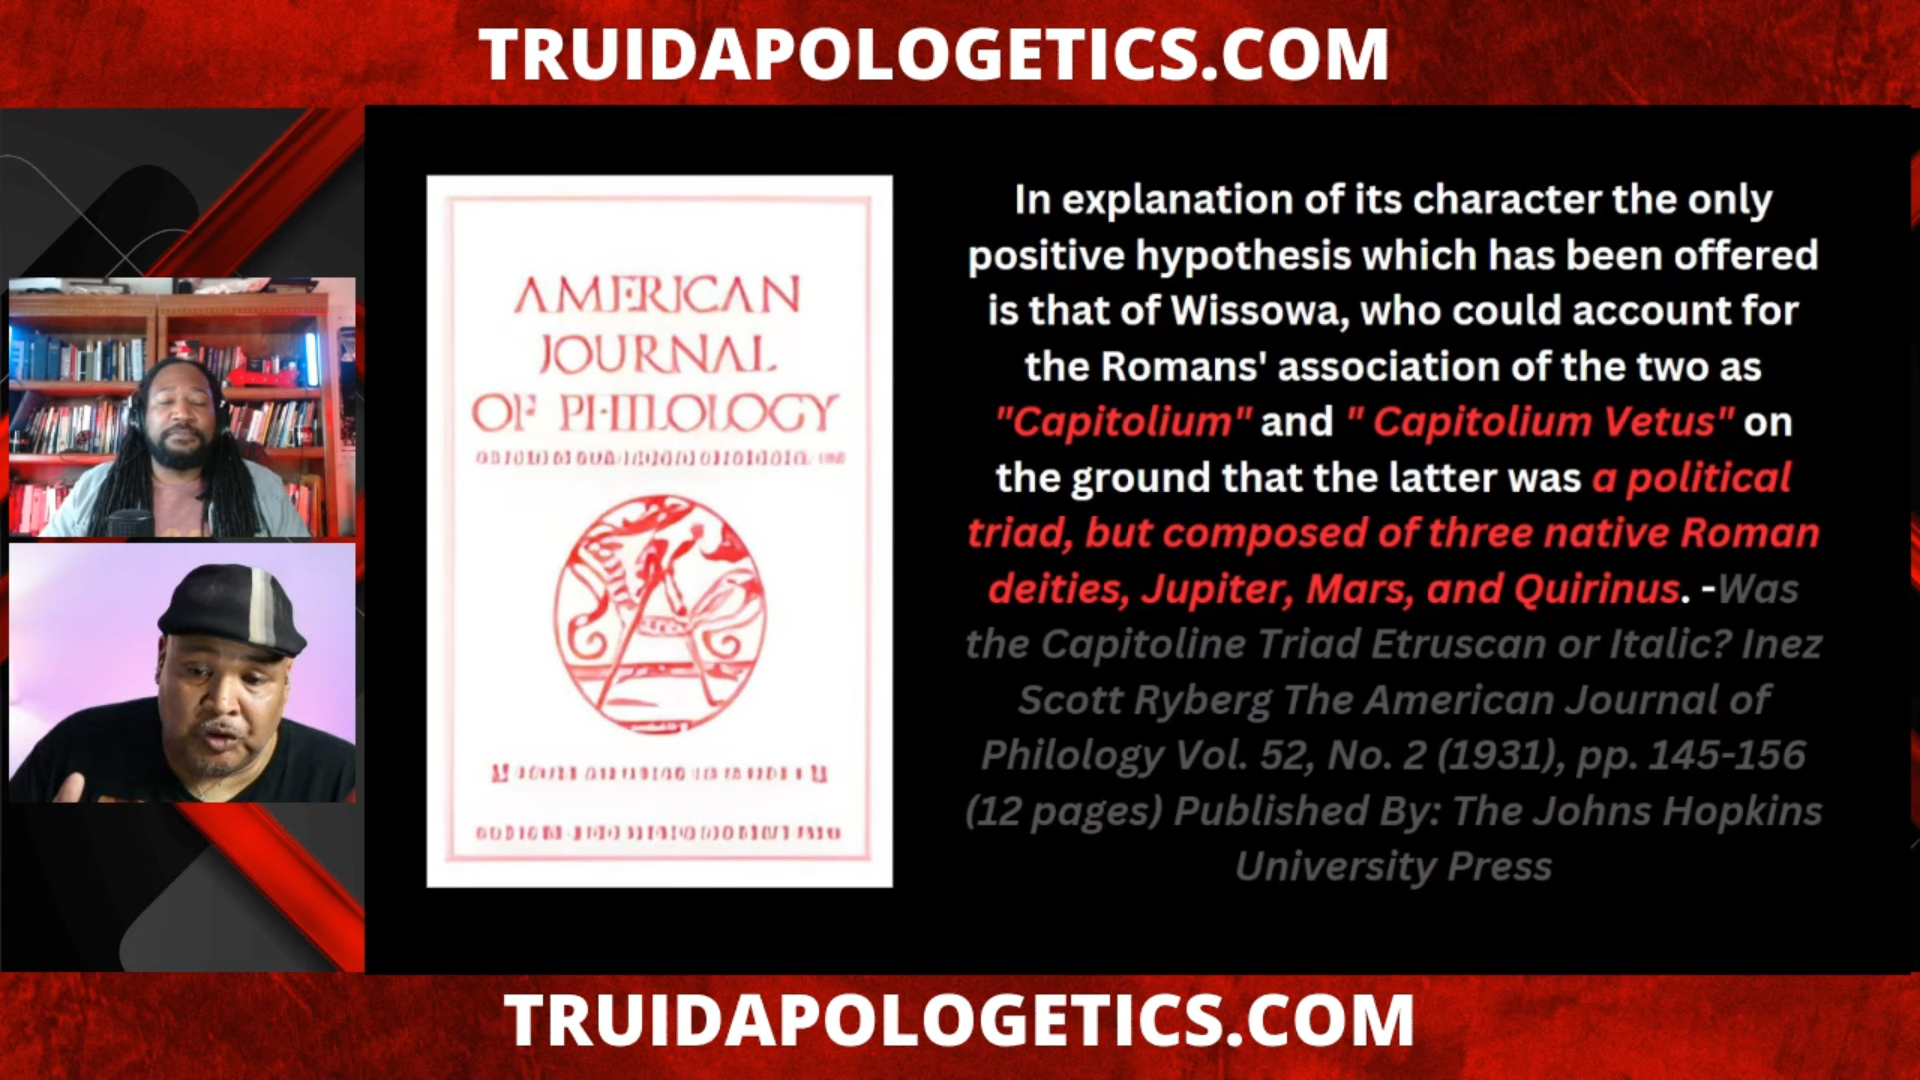 TRUIDAPOLOGETICS.COM
AMERICAN
JOURNAL
OF PHILOLOGY
In explanation of its character the only
positive hypothesis which has been offered
is that of Wissowa, who could account for
the Romans' association of the two as
"Capitolium" and " Capitolium Vetus" on
the ground that the latter was a political
triad, but composed of three native Roman
deities, Jupiter, Mars, and Quirinus. -Was
the Capitoline Triad Etruscan or Italic? Inez
Scott Ryberg The American Journal of
Philology Vol. 52, No. 2 (1931), pp. 145-156
(12 pages) Published By: The Johns Hopkins
University Press
TRUIDAPOLOGETICS.COM